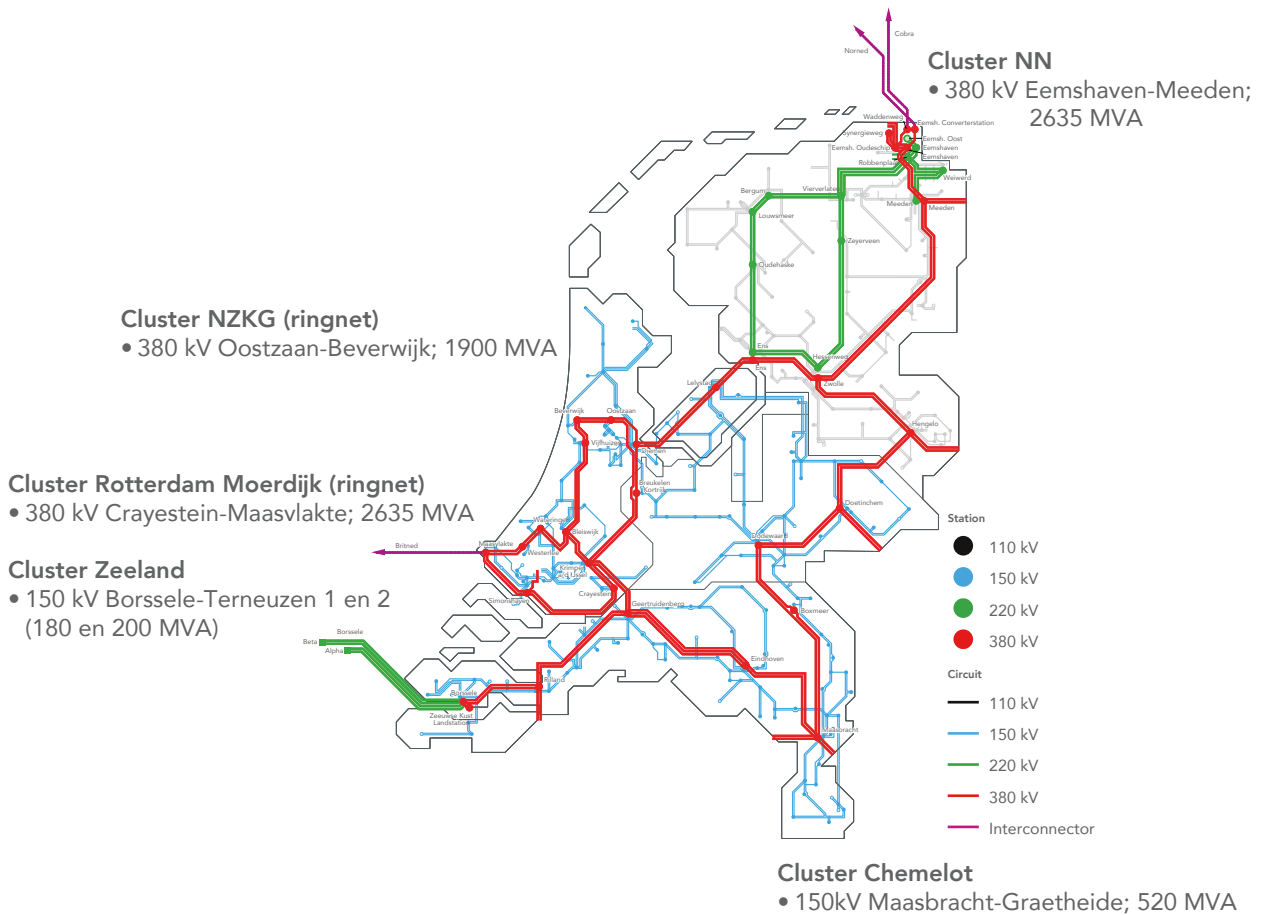 Cobra
Norned
Cluster NN
• 380 kV Eemshaven-Meeden;
2635 MVA
Waddenweg
Eemsh. Converterstation
Synergieweg
Eemsh. Oost
Eemsh. Oudeschip
Eemshaven
Eemshaven
Robbenplaat
Weiwerd
Bergum
Vierverlaten
Meeden
Meeden
Louwsmeer
Zeyerveen
Oudehaske
Cluster NZKG (ringnet)
• 380 kV Oostzaan-Beverwijk; 1900 MVA
Ens
Hessenweg
Ens
Zwolle
Lelystad
Beverwijk
Oostzaan
Hengelo
Vijfhuizen
Diemen
Cluster Rotterdam Moerdijk (ringnet)
• 380 kV Crayestein-Maasvlakte; 2635 MVA
Breukelen
Kortrijk
Doetinchem
Wateringen
Bleiswijk
Dodewaard
Britned
Maasvlakte
Westerlee
Krimpen
a/d IJssel
Crayestein
Simonshaven
Cluster Zeeland
• 150 kV Borssele-Terneuzen 1 en 2
(180 en 200 MVA)
Geertruidenberg
Boxmeer
Borssele
Beta
Alpha
Eindhoven
Rilland
Borssele
Zeeuwse Kust
Landstation
Maasbracht
Station
110 kV
150 kV
220 kV
380 kV
Circuit
110 kV
150 kV
220 kV
380 kV
Interconnector
Cluster Chemelot
• 150kV Maasbracht-Graetheide; 520 MVA